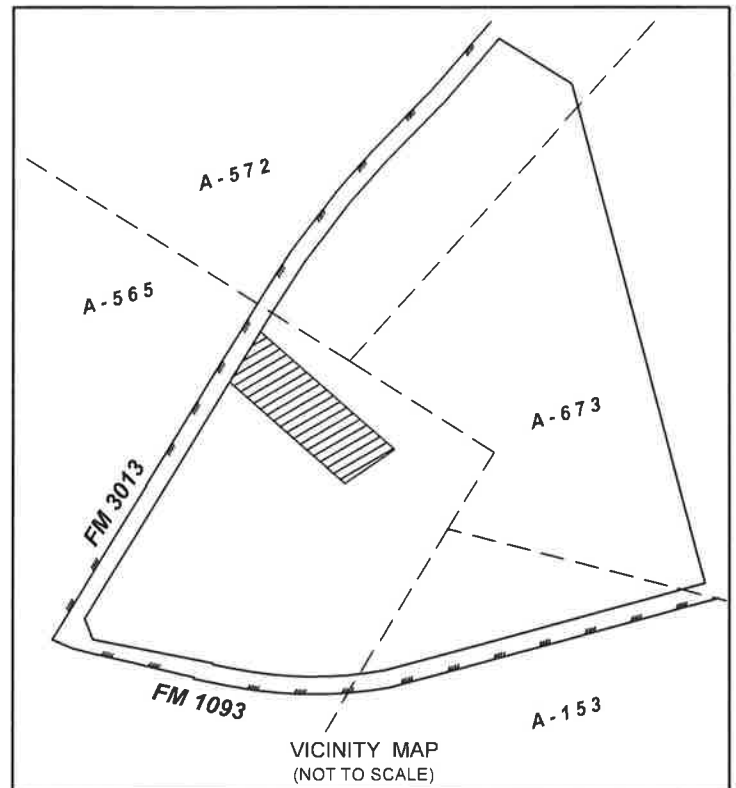 A-572
A-565
A-673
FM 3013
FM 1093
A-153
VICINITY MAP
(NOT TO SCALE)